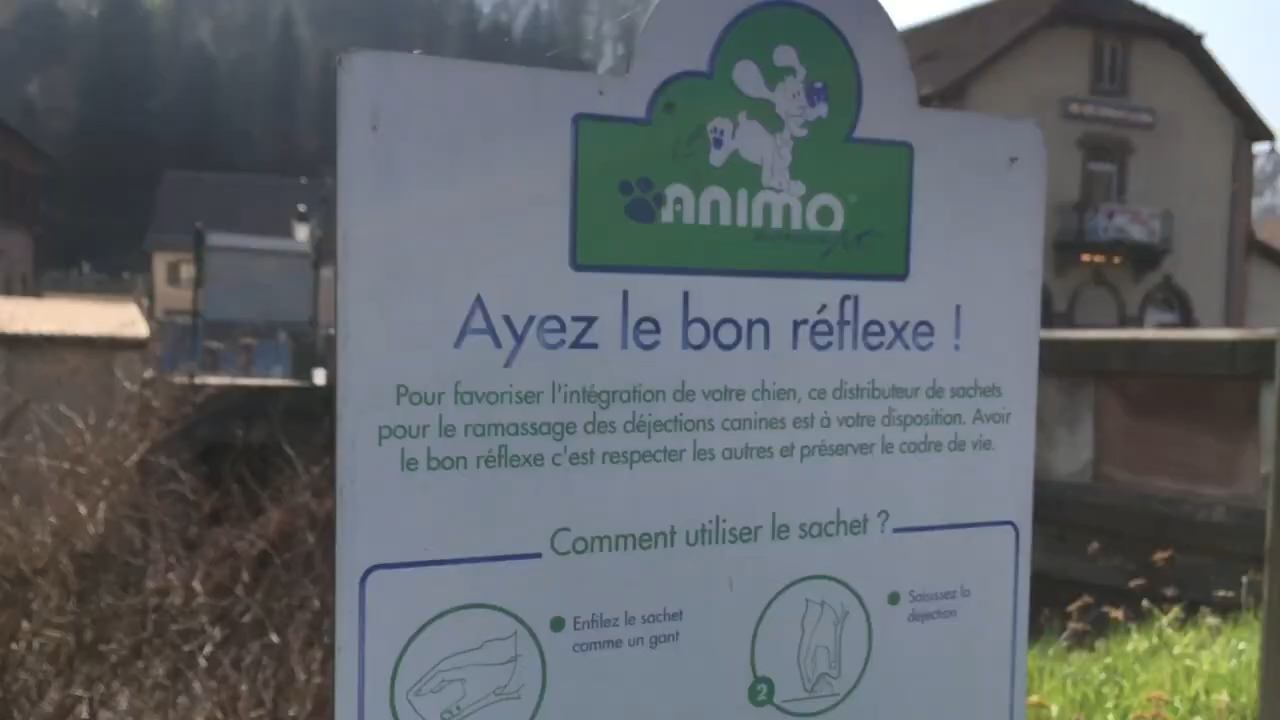 ANIMO
Ayez le bon réflexe !
Pour favoriser l'intégration de votre chien, ce distributeur de sachets
pour le ramassage des déjections canines est à votre disposition. Avoir
le bon réflexe c'est respecter les autres et préserver le cadre de vie.
Comment utiliser le sachet ?
Enfilez le sachet
comme un gant
2
Saisissez la
déjection